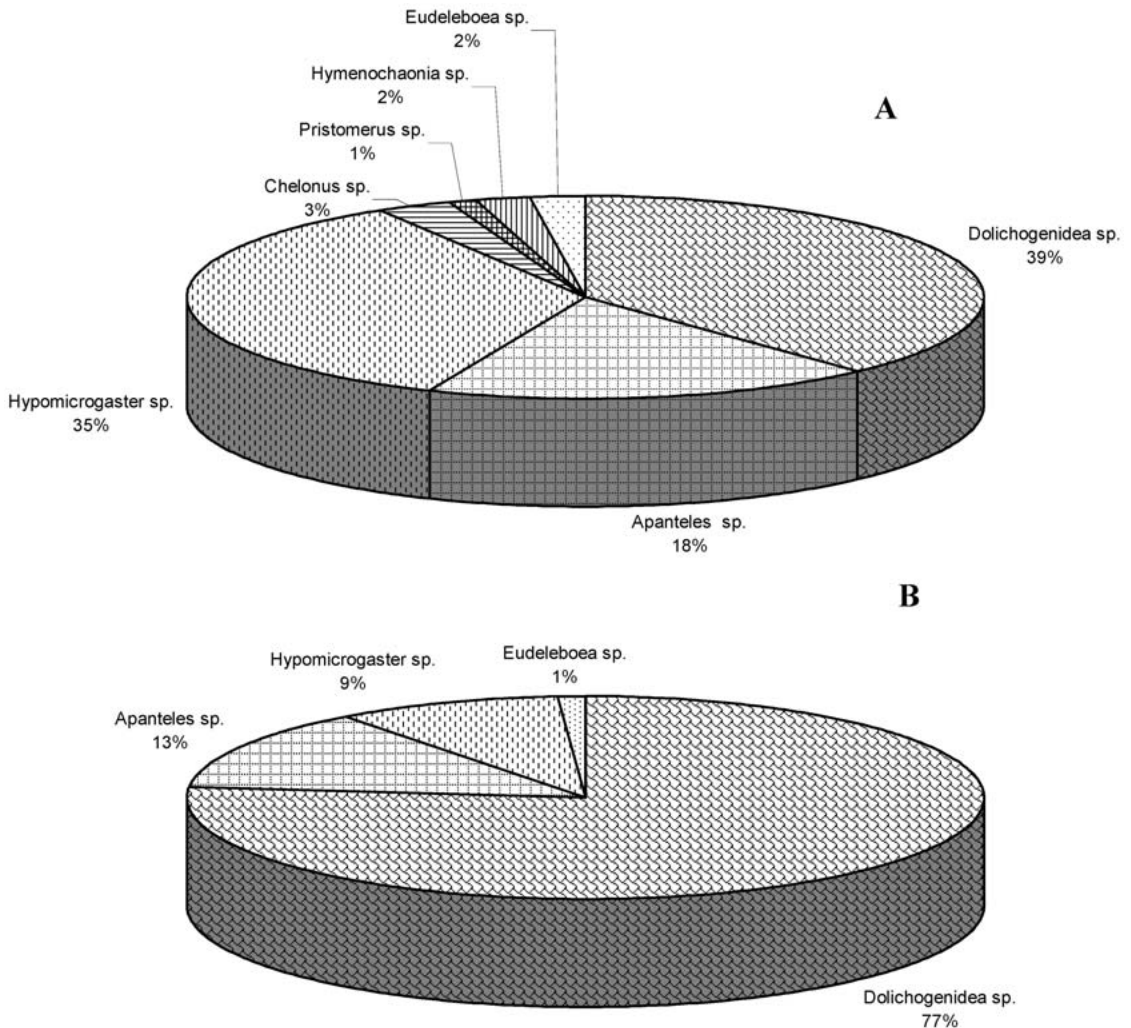 Eudeleboea sp.
2%
Hymenochaonia sp.
2%
A
Pristomerus sp.
1%
Chelonus sp.
3%
Dolichogenidea sp.
39%
Hypomicrogaster sp.
35%
Apanteles sp.
18%
B
Hypomicrogaster sp.
9%
Eudeleboea sp.
1%
Apanteles sp.
13%
Dolichogenidea sp.
77%